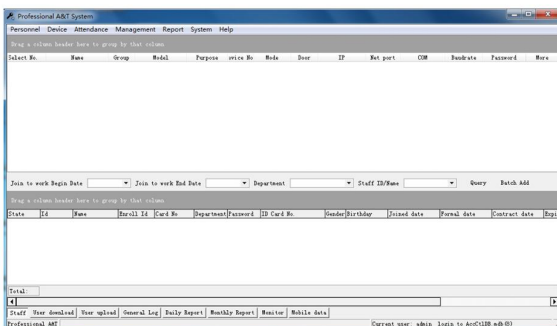 Professional A&T System
Personnel Device Attendance Management Report System Help
Drag a column header here to group by that column
Select No. Name Group Model Purpose evice No Mode Door IP Net port COM Baudrate Password More
Join to work Begin Date Join to work End Date Department Staff ID/Name Query Batch Add
Drag a column header here to group by that column
State Id Name Enroll Id Card No Department Password ID Card No. Gender Birthday Joined date Formal date Contract date Expi
Total:
Staff User download User upload General Log Daily Report Monthly Report Monitor Mobile data
Professional A&T Current user: admin login to AccCtlDB.mdb(S)